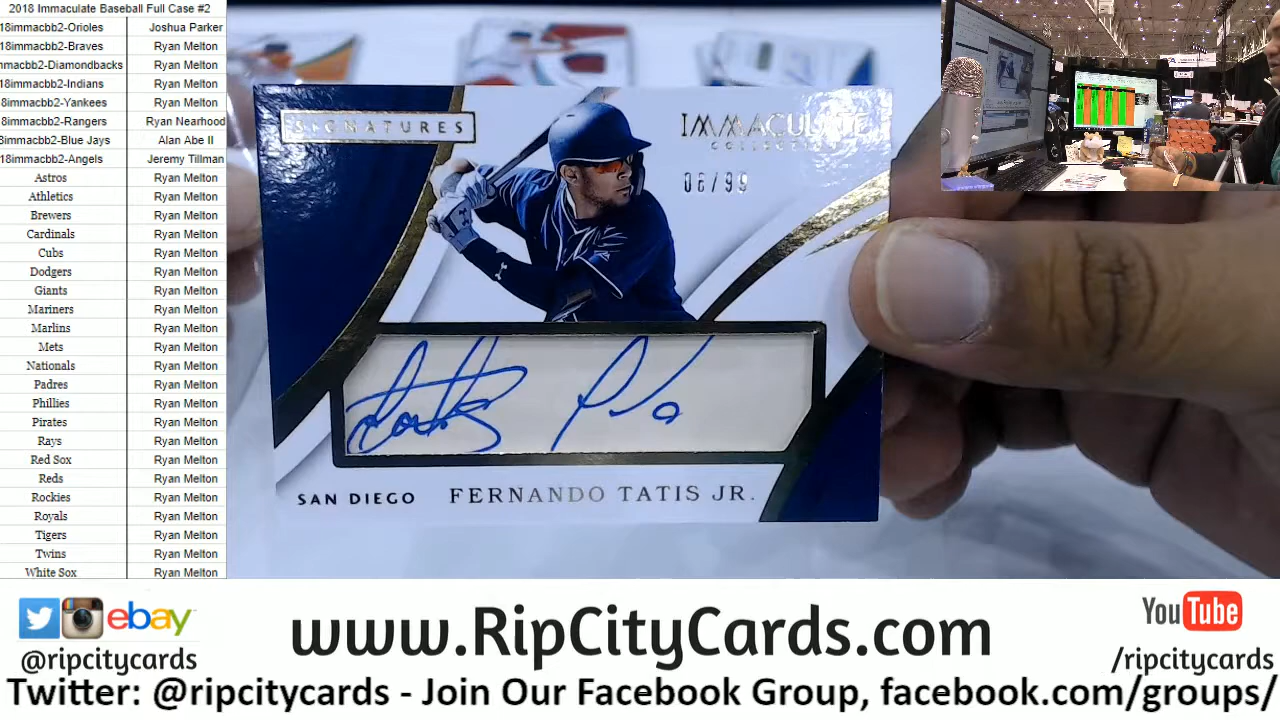 2018 Immaculate Baseball Full Case #2
18immacbb2-Orioles Joshua Parker
18immacbb2-Braves Ryan Melton
mmacbb2-Diamondbacks Ryan Melton
18immacbb2-Indians Ryan Melton
8immacbb2-Yankees Ryan Melton
18immacbb2-Rangers Ryan Nearhood
8immacbb2-Blue Jays Alan Abe II
18immacbb2-Angels Jeremy Tillman
Astros Ryan Melton
Athletics Ryan Melton
Brewers Ryan Melton
Cardinals Ryan Melton
Cubs Ryan Melton
Dodgers Ryan Melton
Giants Ryan Melton
Mariners Ryan Melton
Marlins Ryan Melton
Mets Ryan Melton
Nationals Ryan Melton
Padres Ryan Melton
Phillies Ryan Melton
Pirates Ryan Melton
Rays Ryan Melton
Red Sox Ryan Melton
Reds Ryan Melton
Rockies Ryan Melton
Royals Ryan Melton
Tigers Ryan Melton
Twins Ryan Melton
White Sox Ryan Melton
SIGNATURES
IMMACULATE
COLLECTION
06/99
SAN DIEGO FERNANDO TATIS JR.
ebay
@ripcitycards
www.RipCityCards.com
YouTube
/ripcitycards
Twitter: @ripcitycards - Join Our Facebook Group, facebook.com/groups/